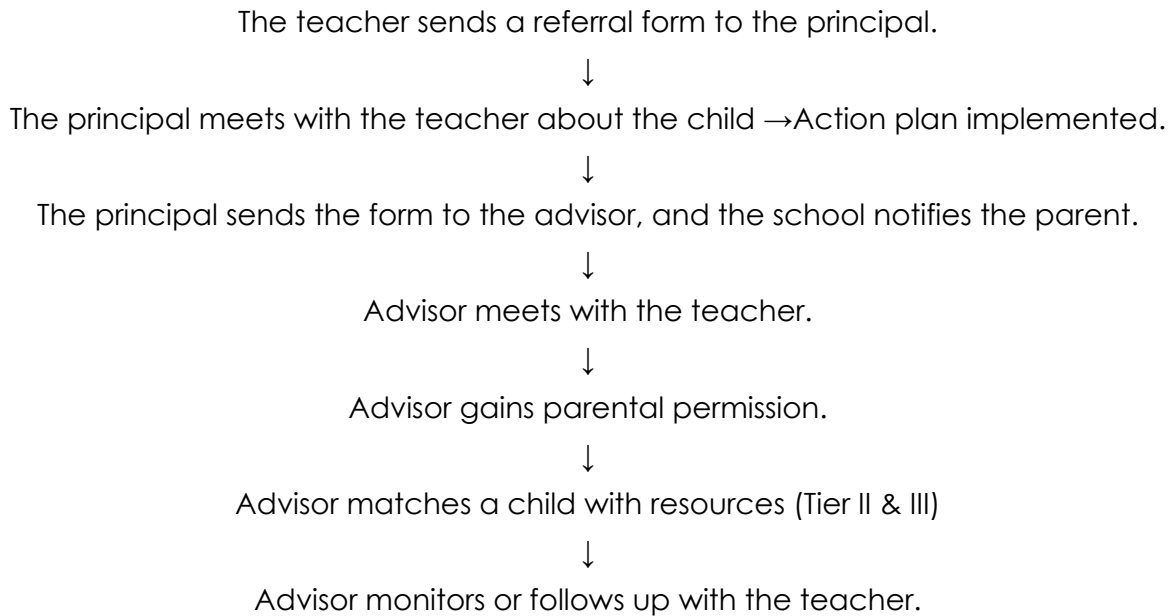 The teacher sends a referral form to the principal.
↓
The principal meets with the teacher about the child →Action plan implemented.
↓
The principal sends the form to the advisor, and the school notifies the parent.
↓
Advisor meets with the teacher.
↓
Advisor gains parental permission.
↓
Advisor matches a child with resources (Tier II & III)
↓
Advisor monitors or follows up with the teacher.